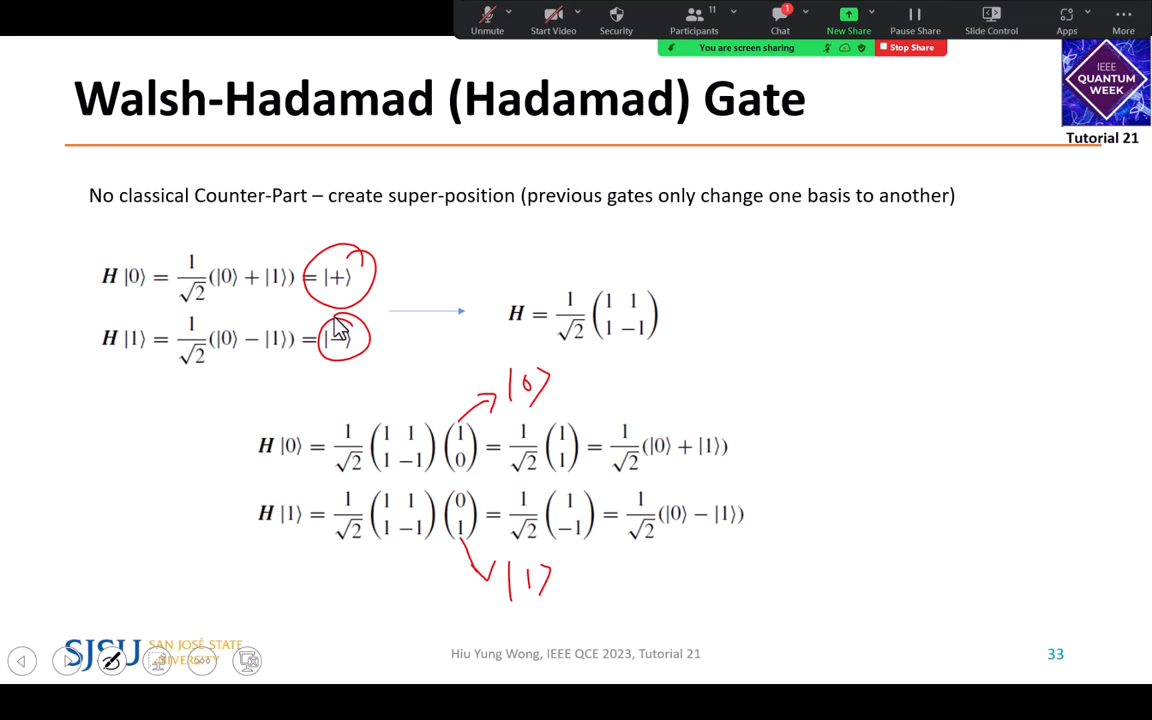 11
1
Unmute Start Video Security Participants Chat New Share Pause Share Slide Control Apps More
You are screen sharing Stop Share
Walsh-Hadamad (Hadamad) Gate
IEEE
QUANTUM
WEEK
Tutorial 21
No classical Counter-Part – create super-position (previous gates only change one basis to another)
H |0⟩ = 1/√2 (|0⟩ + |1⟩) = |+⟩
H |1⟩ = 1/√2 (|0⟩ − |1⟩) = |−⟩
H = 1/√2 (1 1
1 −1)
|0⟩
H |0⟩ = 1/√2 (1 1; 1 −1) (1; 0) = 1/√2 (1; 1) = 1/√2 (|0⟩ + |1⟩)
H |1⟩ = 1/√2 (1 1; 1 −1) (0; 1) = 1/√2 (1; −1) = 1/√2 (|0⟩ − |1⟩)
|1⟩
SJSU SAN JOSÉ STATE
UNIVERSITY
Hiu Yung Wong, IEEE QCE 2023, Tutorial 21
33